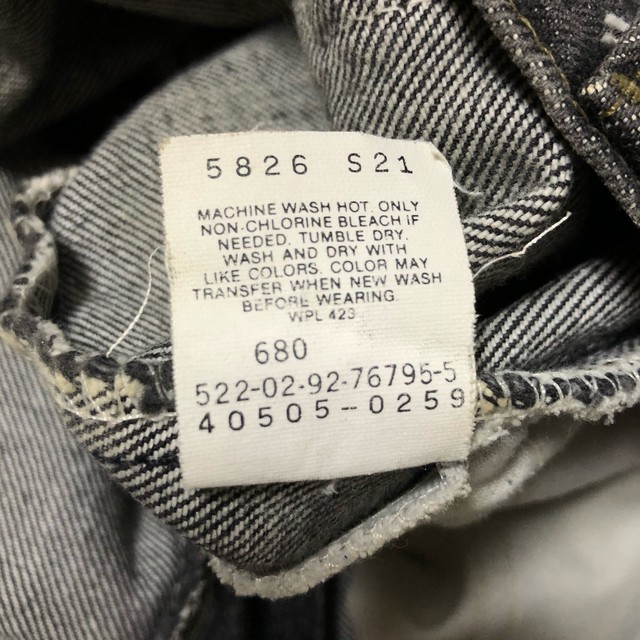 5826 S21
MACHINE WASH HOT, ONLY
NON-CHLORINE BLEACH IF
NEEDED. TUMBLE DRY.
WASH AND DRY WITH
LIKE COLORS. COLOR MAY
TRANSFER WHEN NEW WASH
BEFORE WEARING.
WPL 423
680
522-02-92-76795-5
40505-0259